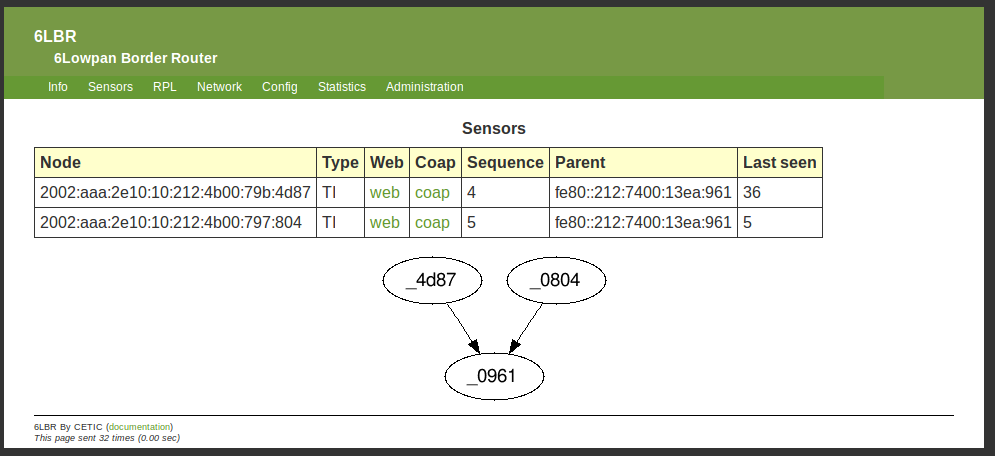 6LBR
6Lowpan Border Router
Info Sensors RPL Network Config Statistics Administration
Sensors
Node Type Web Coap Sequence Parent Last seen
2002:aaa:2e10:10:212:4b00:79b:4d87 TI web coap 4 fe80::212:7400:13ea:961 36
2002:aaa:2e10:10:212:4b00:797:804 TI web coap 5 fe80::212:7400:13ea:961 5
_4d87 _0804
_0961
6LBR By CETIC (documentation)
This page sent 32 times (0.00 sec)